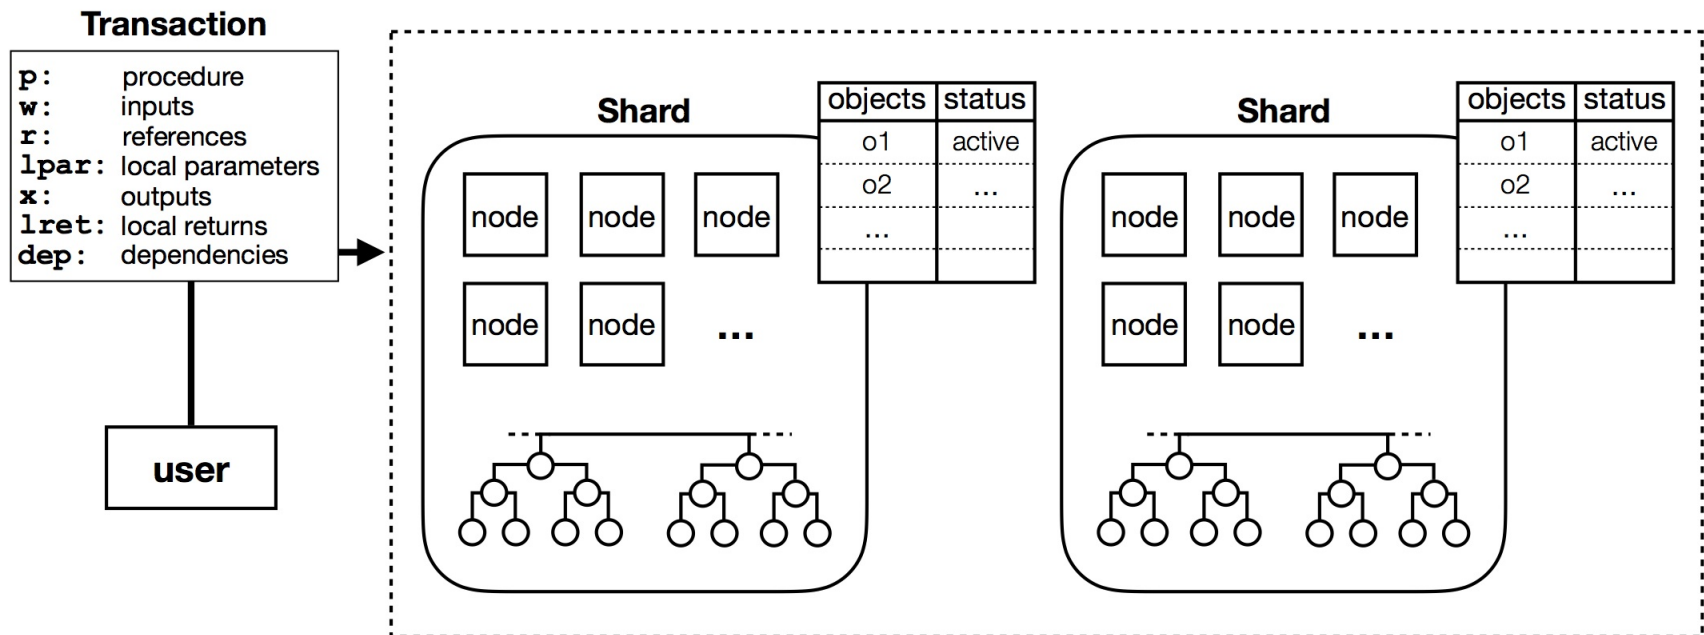 Transaction
p: procedure
w: inputs
r: references
lpar: local parameters
x: outputs
lret: local returns
dep: dependencies
user
Shard
objects status
o1 active
o2 ...
...
node node node
node node ...
Shard
objects status
o1 active
o2 ...
...
node node node
node node ...